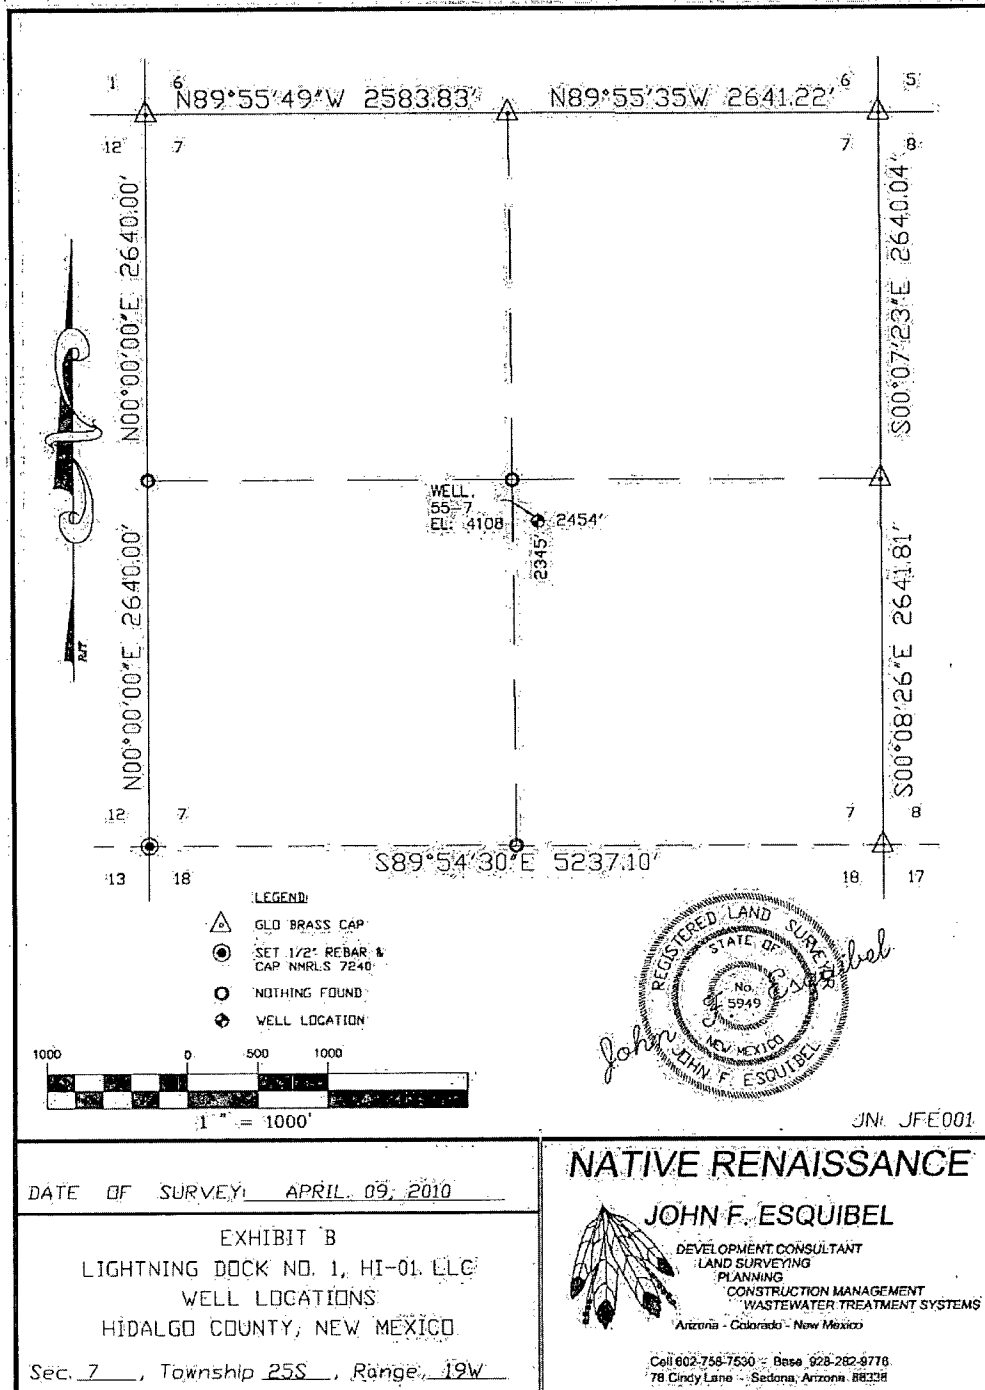 1 6 6 5
N89°55'49"W 2583.83' N89°55'35W 2641.22'
12 7 7 8
N00°00'00"E 2640.00'
S00°07'23"E 2640.04'
WELL
55-7
EL: 4108
2454'
2345'
N00°00'00"E 2640.00'
S00°08'26"E 2641.81'
RJT
12 7 7 8
S89°54'30"E 5237.10'
13 18 18 17
LEGEND:
GLO BRASS CAP
SET 1/2" REBAR &
CAP NMRLS 7240
NOTHING FOUND
WELL LOCATION
1000 0 500 1000
1 " = 1000'
REGISTERED LAND SURVEYOR
STATE OF
No.
5949
NEW MEXICO
JOHN F. ESQUIBEL
John F Esquibel
JN: JFE001
DATE OF SURVEY: APRIL. 09, 2010
EXHIBIT B
LIGHTNING DOCK NO. 1, HI-01 LLC
WELL LOCATIONS
HIDALGO COUNTY, NEW MEXICO
Sec. 7, Township 25S, Range, 19W
NATIVE RENAISSANCE
JOHN F. ESQUIBEL
DEVELOPMENT CONSULTANT
LAND SURVEYING
PLANNING
CONSTRUCTION MANAGEMENT
WASTEWATER TREATMENT SYSTEMS
Arizona - Colorado - New Mexico
Cell 602-758-7530 - Base 928-282-9776
78 Cindy Lane - Sedona, Arizona 86336